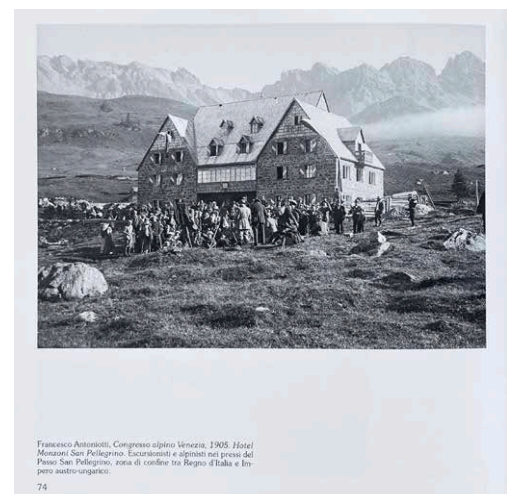 Francesco Antoniotti, Congresso alpino Venezia, 1905. Hotel
Monzoni San Pellegrino. Escursionisti e alpinisti nei pressi del
Passo San Pellegrino, zona di confine tra Regno d'Italia e Im-
pero austro-ungarico.
74